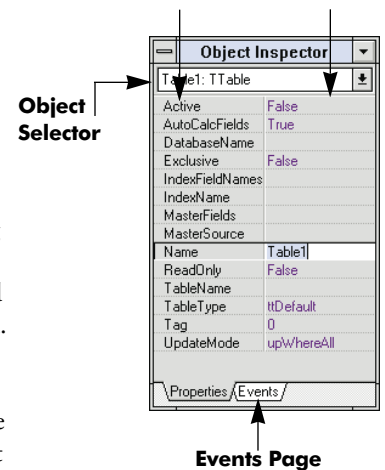 Object Inspector
Table1: TTable
Object
Selector
Active False
AutoCalcFields True
DatabaseName
Exclusive False
IndexFieldNames
IndexName
MasterFields
MasterSource
Name Table1
ReadOnly False
TableName
TableType ttDefault
Tag 0
UpdateMode upWhereAll
Properties Events
Events Page